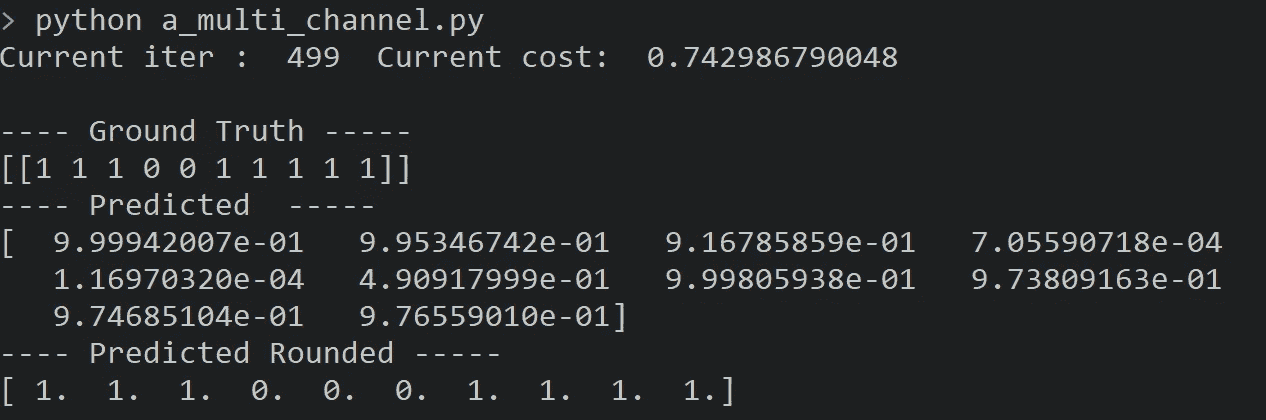 > python a_multi_channel.py
Current iter :  499  Current cost:  0.742986790048
---- Ground Truth -----
[[1 1 1 0 0 1 1 1 1 1]]
---- Predicted  -----
[  9.99942007e-01   9.95346742e-01   9.16785859e-01   7.05590718e-04
   1.16970320e-04   4.90917999e-01   9.99805938e-01   9.73809163e-01
   9.74685104e-01   9.76559010e-01]
---- Predicted Rounded -----
[ 1.  1.  1.  0.  0.  0.  1.  1.  1.  1.]